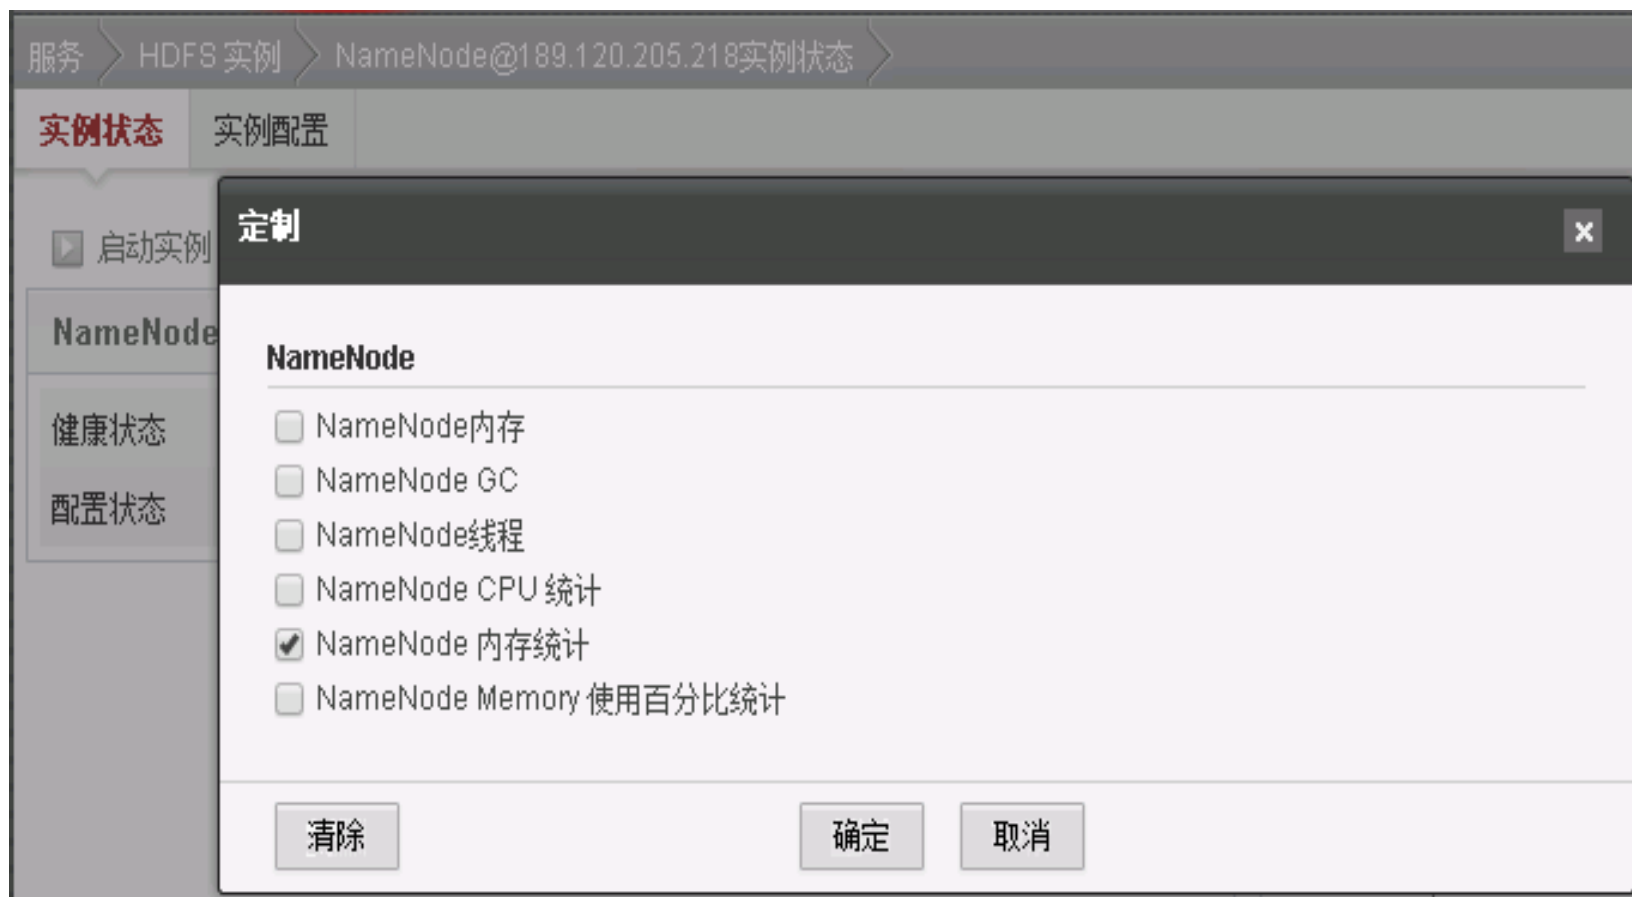 服务 HDFS 实例 NameNode@189.120.205.218实例状态
实例状态 实例配置
启动实例
定制
NameNode
健康状态
配置状态
NameNode
NameNode内存
NameNode GC
NameNode线程
NameNode CPU 统计
NameNode 内存统计
NameNode Memory 使用百分比统计
清除 确定 取消